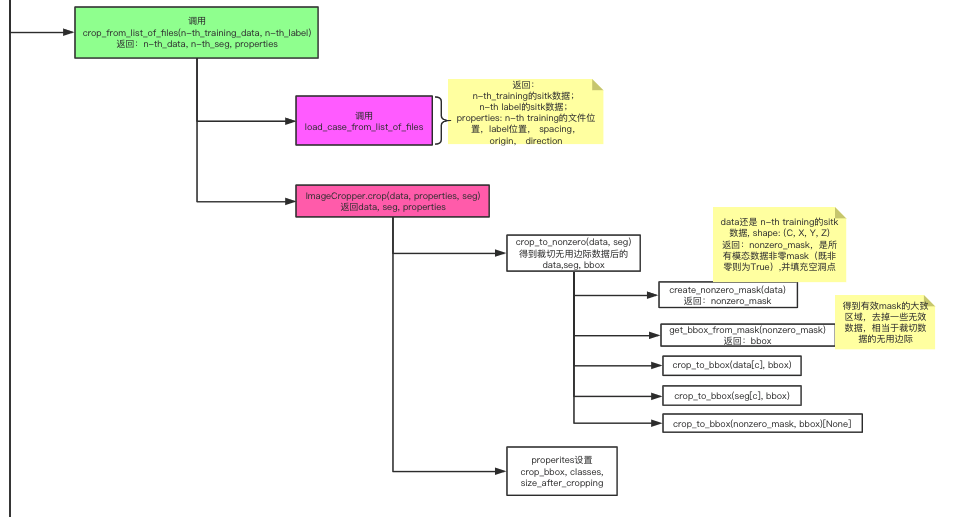 调用
crop_from_list_of_files(n-th_training_data, n-th_label)
返回：n-th_data, n-th_seg, properties
调用
load_case_from_list_of_files
返回：
n-th_training的sitk数据；
n-th label的sitk数据；
properties: n-th training的文件位
置，label位置， spacing，
origin， direction
ImageCropper.crop(data, properties, seg)
返回data, seg, properties
crop_to_nonzero(data, seg)
得到裁切无用边际数据后的
data,seg, bbox
data还是 n-th training的sitk
数据, shape: (C, X, Y, Z)
返回：nonzero_mask，是所
有模态数据非零mask（既非
零则为True）,并填充空洞点
create_nonzero_mask(data)
返回：nonzero_mask
得到有效mask的大致
区域，去掉一些无效
数据，相当于裁切数
据的无用边际
get_bbox_from_mask(nonzero_mask)
返回：bbox
crop_to_bbox(data[c], bbox)
crop_to_bbox(seg[c], bbox)
crop_to_bbox(nonzero_mask, bbox)[None]
properites设置
crop_bbox, classes,
size_after_cropping